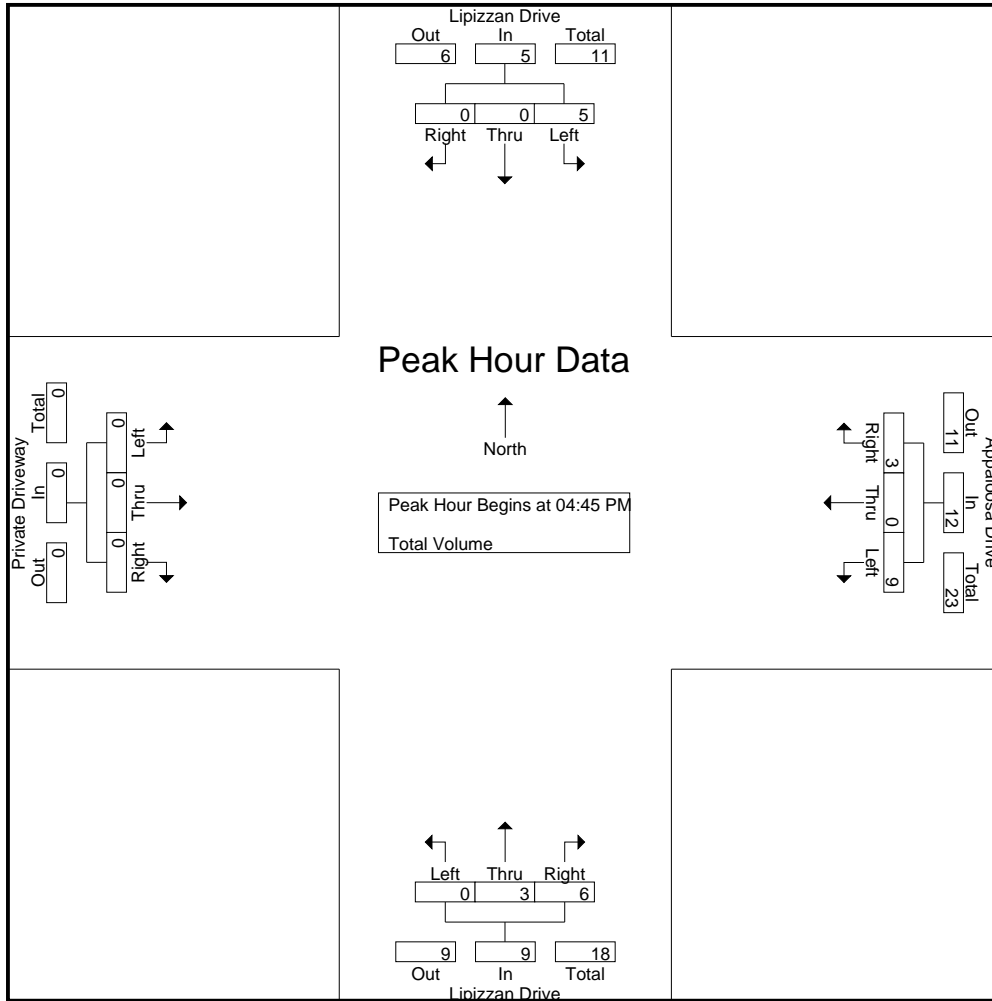 Lipizzan Drive
Out In Total
6 5 11
0 0 5
Right Thru Left
Peak Hour Data
North
Peak Hour Begins at 04:45 PM
Total Volume
Private Driveway
Out In Total
0 0 0
Right Thru Left
0 0 0
Appaloosa Drive
Out In Total
11 12 23
Right Thru Left
3 0 9
Left Thru Right
0 3 6
9 9 18
Out In Total
Lipizzan Drive